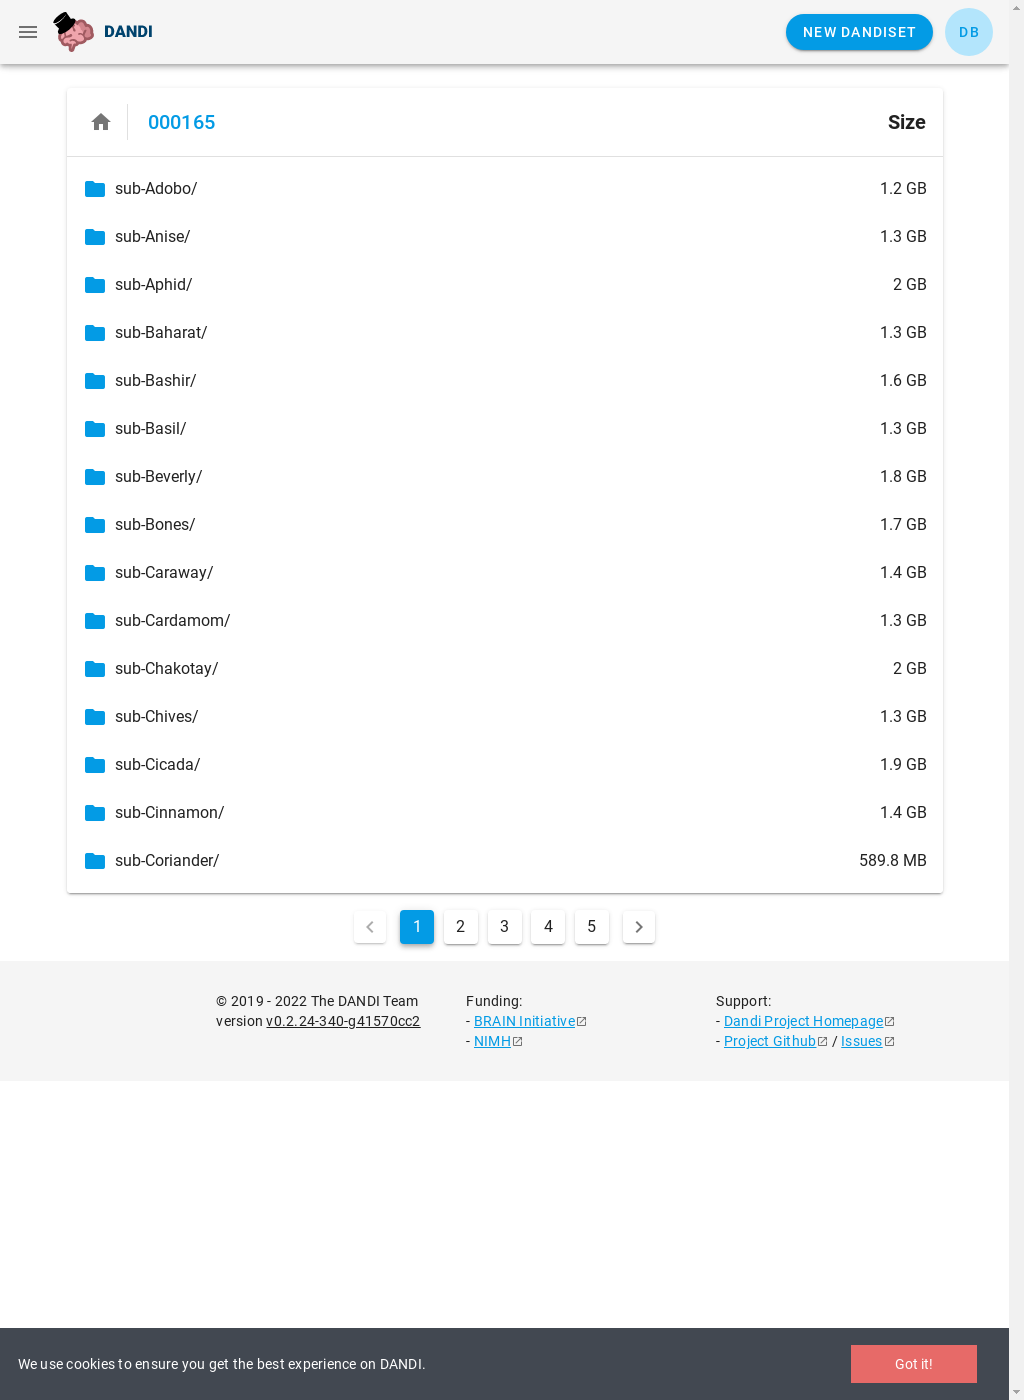 DANDI
NEW DANDISET
DB
000165
Size
sub-Adobo/ 1.2 GB
sub-Anise/ 1.3 GB
sub-Aphid/ 2 GB
sub-Baharat/ 1.3 GB
sub-Bashir/ 1.6 GB
sub-Basil/ 1.3 GB
sub-Beverly/ 1.8 GB
sub-Bones/ 1.7 GB
sub-Caraway/ 1.4 GB
sub-Cardamom/ 1.3 GB
sub-Chakotay/ 2 GB
sub-Chives/ 1.3 GB
sub-Cicada/ 1.9 GB
sub-Cinnamon/ 1.4 GB
sub-Coriander/ 589.8 MB
1 2 3 4 5
© 2019 - 2022 The DANDI Team
version v0.2.24-340-g41570cc2
Funding:
- BRAIN Initiative
- NIMH
Support:
- Dandi Project Homepage
- Project Github / Issues
We use cookies to ensure you get the best experience on DANDI.
Got it!